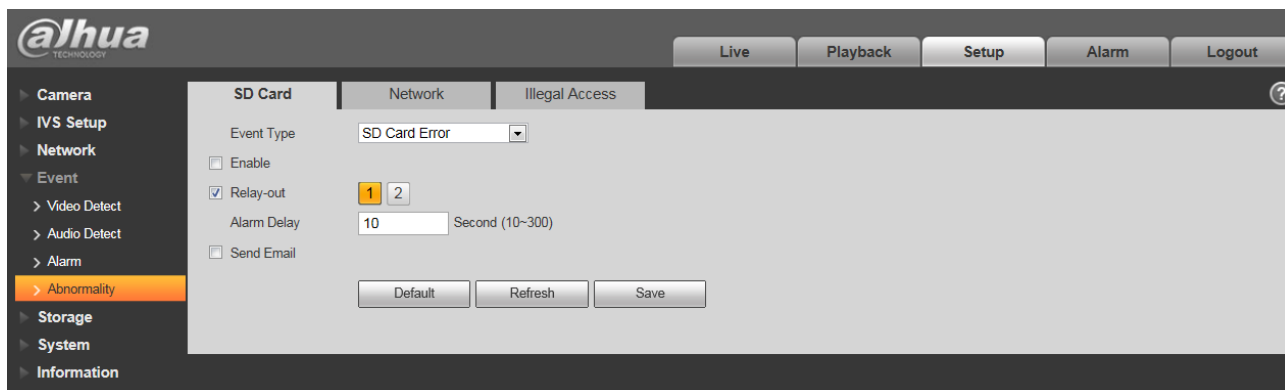 alhua
TECHNOLOGY
Live Playback Setup Alarm Logout
Camera
IVS Setup
Network
Event
Video Detect
Audio Detect
Alarm
Abnormality
Storage
System
Information
SD Card Network Illegal Access
?
Event Type SD Card Error
Enable
Relay-out 1 2
Alarm Delay 10 Second (10~300)
Send Email
Default Refresh Save